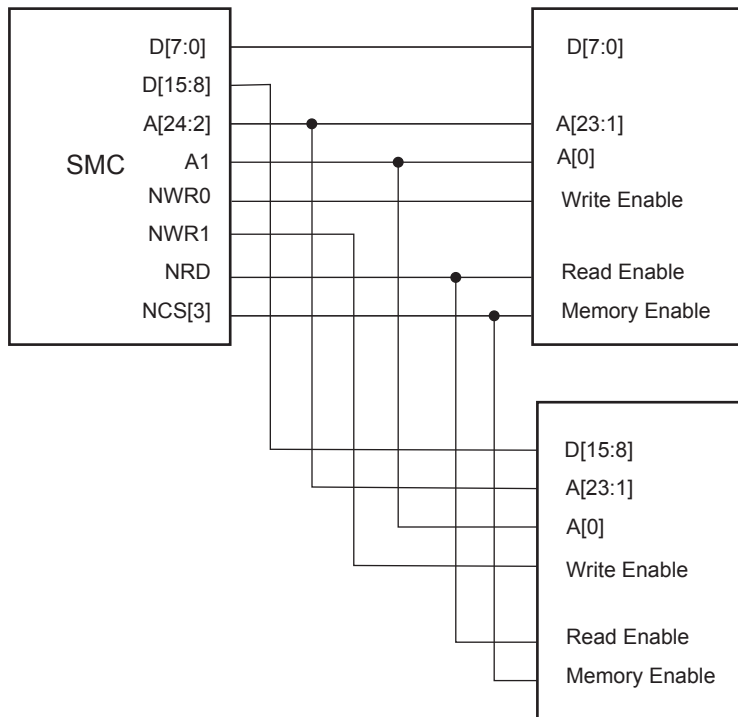 D[7:0] D[7:0]
D[15:8]
A[24:2] A[23:1]
SMC A1 A[0]
NWR0 Write Enable
NWR1
NRD Read Enable
NCS[3] Memory Enable
D[15:8]
A[23:1]
A[0]
Write Enable
Read Enable
Memory Enable